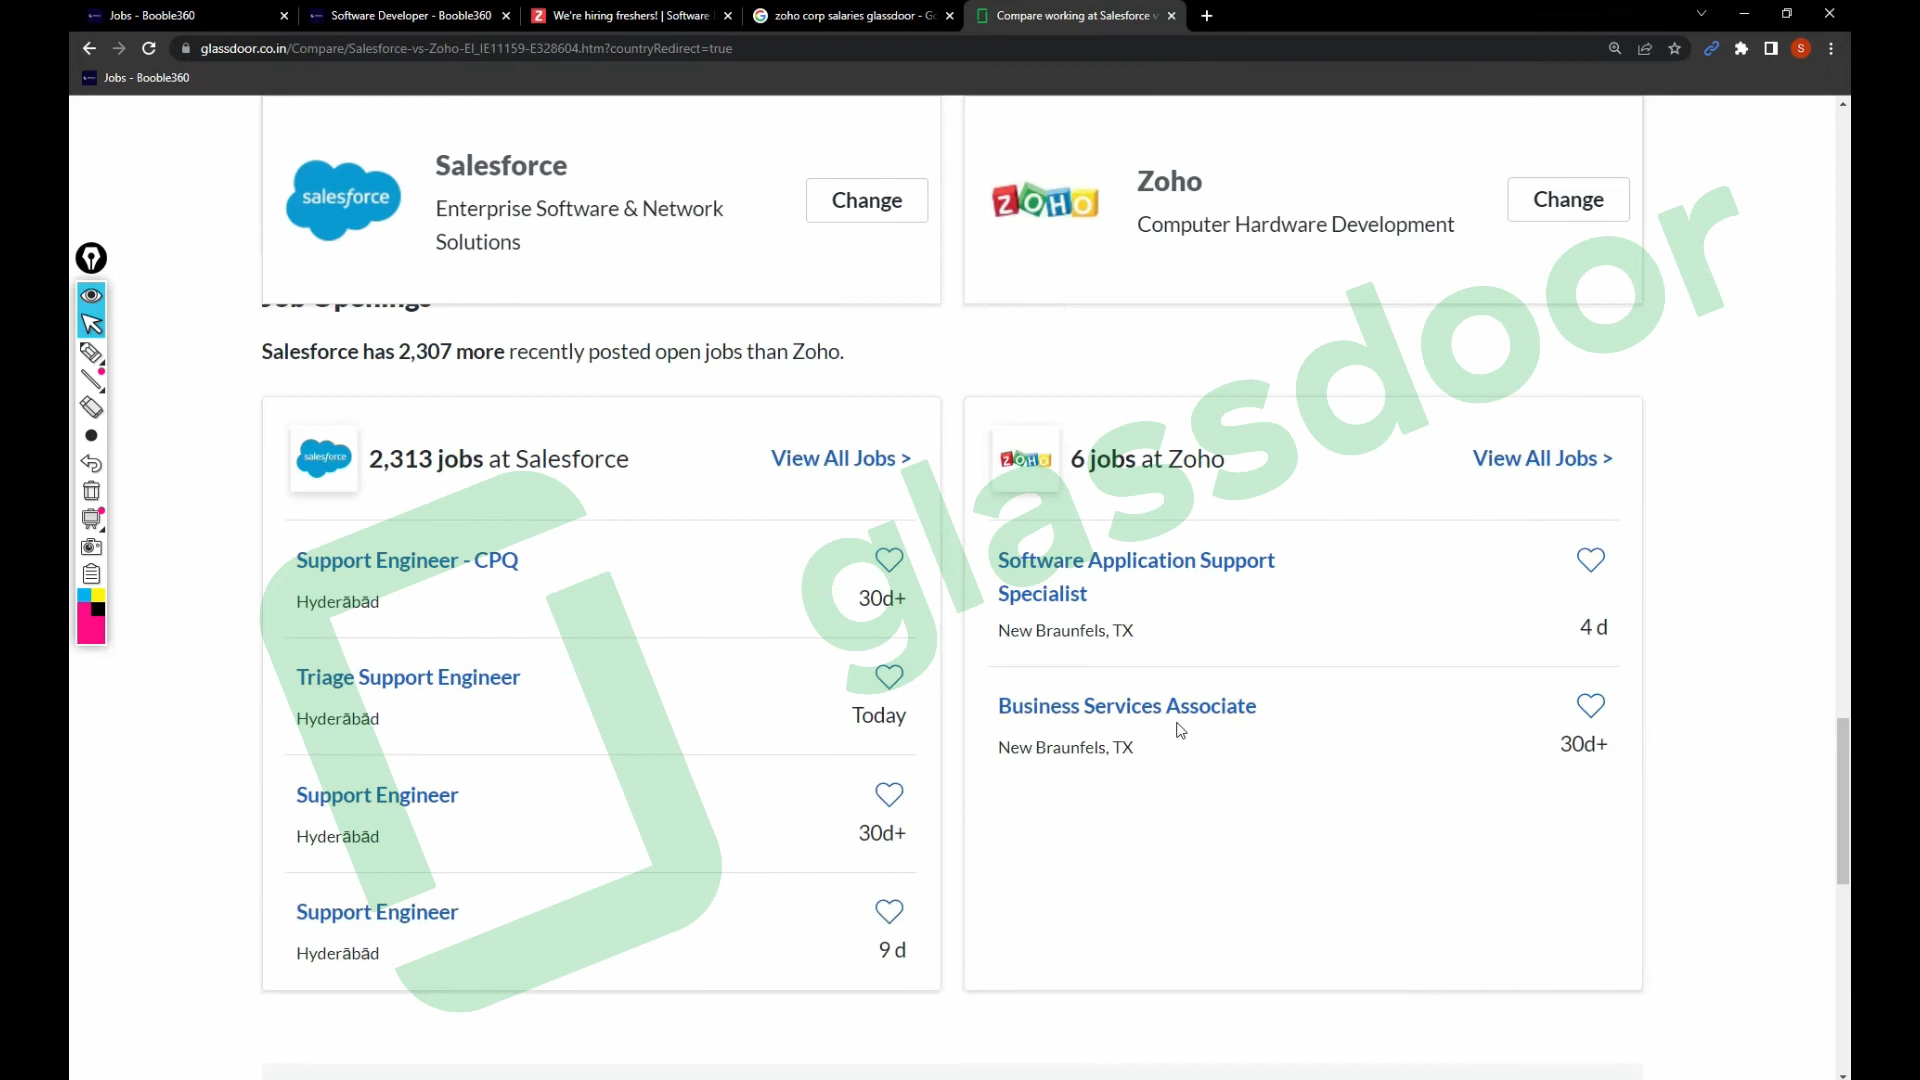 Jobs - Booble360
Software Developer - Booble360
We're hiring freshers! | Software
zoho corp salaries glassdoor - Go
Compare working at Salesforce v
glassdoor.co.in/Compare/Salesforce-vs-Zoho-EI_IE11159-E328604.htm?countryRedirect=true
S
Jobs - Booble360
salesforce
Salesforce
Enterprise Software & Network
Solutions
Change
ZOHO
Zoho
Computer Hardware Development
Change
Job Openings
Salesforce has 2,307 more recently posted open jobs than Zoho.
salesforce
2,313 jobs at Salesforce
View All Jobs >
Support Engineer - CPQ
Hyderābād
30d+
Triage Support Engineer
Hyderābād
Today
Support Engineer
Hyderābād
30d+
Support Engineer
Hyderābād
9 d
ZOHO
6 jobs at Zoho
View All Jobs >
Software Application Support
Specialist
New Braunfels, TX
4 d
Business Services Associate
New Braunfels, TX
30d+
glassdoor